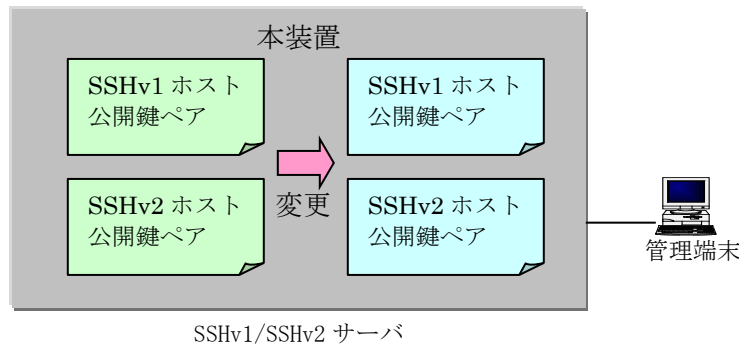 本装置
SSHv1 ホスト
公開鍵ペア
SSHv1 ホスト
公開鍵ペア
変更
SSHv2 ホスト
公開鍵ペア
SSHv2 ホスト
公開鍵ペア
管理端末
SSHv1/SSHv2 サーバ